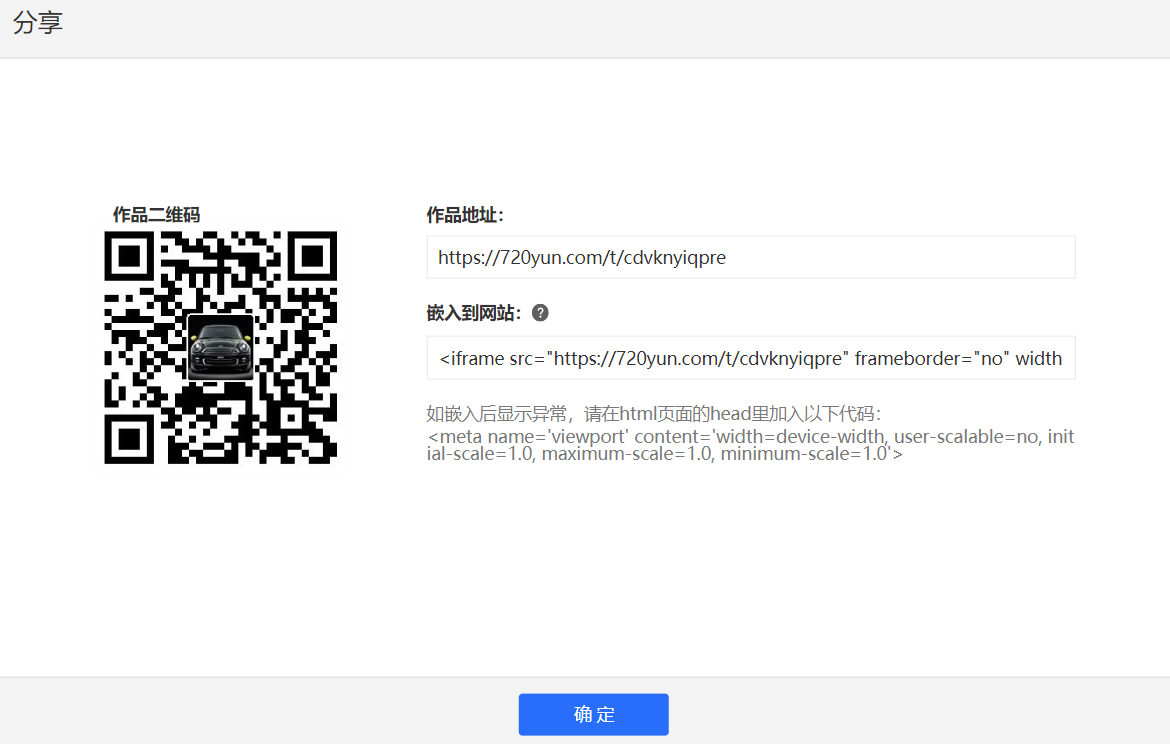 分享
作品二维码
作品地址：
https://720yun.com/t/cdvknyiqpre
嵌入到网站： ?
<iframe src="https://720yun.com/t/cdvknyiqpre" frameborder="no" width
如嵌入后显示异常，请在html页面的head里加入以下代码：
<meta name='viewport' content='width=device-width, user-scalable=no, init
ial-scale=1.0, maximum-scale=1.0, minimum-scale=1.0'>
确定